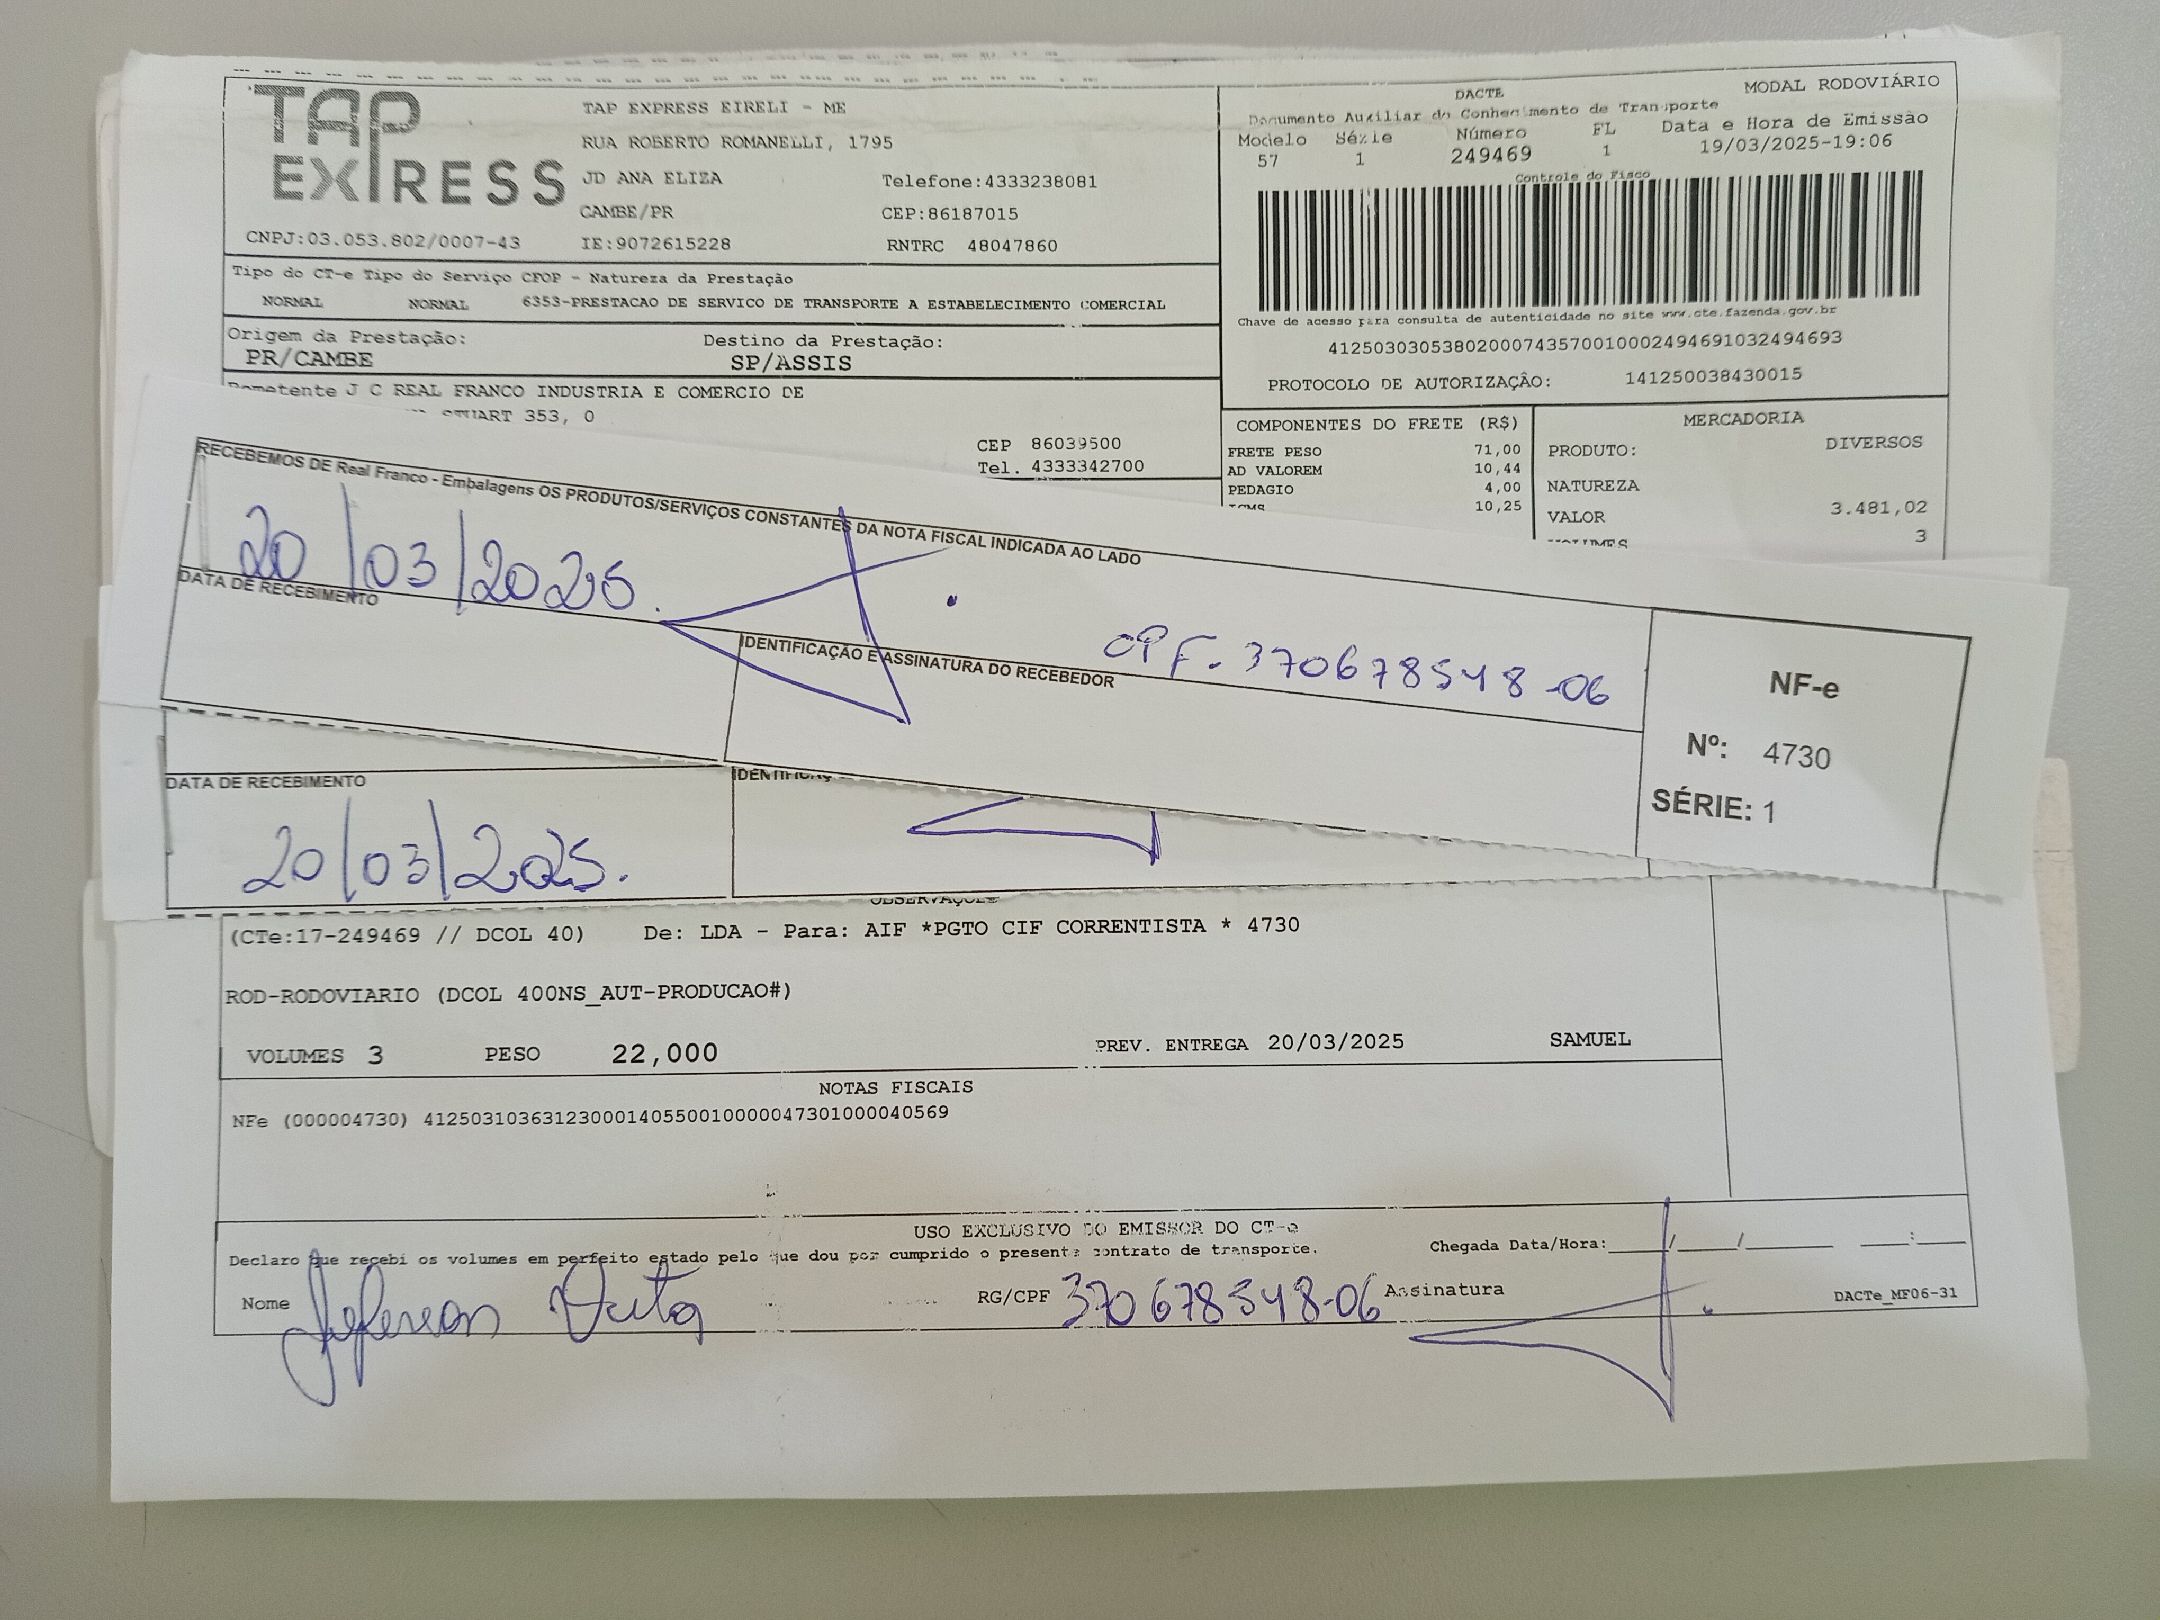 TAP EXPRESS
TAP EXPRESS EIRELI - ME
RUA ROBERTO ROMANELLI, 1795
JD ANA ELIZA Telefone:4333238081
CAMBE/PR CEP:86187015
CNPJ:03.053.802/0007-43 IE:9072615228 RNTRC 48047860
DACTE MODAL RODOVIÁRIO
Documento Auxiliar do Conhecimento de Transporte
Modelo Série Número FL Data e Hora de Emissão
57 1 249469 1 19/03/2025-19:06
Controle do Fisco
Chave de acesso para consulta de autenticidade no site www.cte.fazenda.gov.br
41250303053802000743570010002494691032494693
PROTOCOLO DE AUTORIZAÇÃO: 141250038430015
Tipo do CT-e Tipo do Serviço CFOP - Natureza da Prestação
NORMAL NORMAL 6353-PRESTACAO DE SERVICO DE TRANSPORTE A ESTABELECIMENTO COMERCIAL
Origem da Prestação: Destino da Prestação:
PR/CAMBE SP/ASSIS
Remetente J C REAL FRANCO INDUSTRIA E COMERCIO DE
353, 0
CEP 86039500
Tel. 4333342700
COMPONENTES DO FRETE (R$)
FRETE PESO 71,00
AD VALOREM 10,44
PEDAGIO 4,00
ICMS 10,25
MERCADORIA
PRODUTO: DIVERSOS
NATUREZA
VALOR 3.481,02
VOLUMES 3
RECEBEMOS DE Real Franco - Embalagens OS PRODUTOS/SERVIÇOS CONSTANTES DA NOTA FISCAL INDICADA AO LADO
20/03/2025.
DATA DE RECEBIMENTO
IDENTIFICAÇÃO E ASSINATURA DO RECEBEDOR
CPF. 370678548-06
NF-e
Nº: 4730
SÉRIE: 1
DATA DE RECEBIMENTO
20/03/2025.
OBSERVAÇÕES
(CTe:17-249469 // DCOL 40) De: LDA - Para: AIF *PGTO CIF CORRENTISTA * 4730
ROD-RODOVIARIO (DCOL 400NS_AUT-PRODUCAO#)
VOLUMES 3 PESO 22,000 PREV. ENTREGA 20/03/2025 SAMUEL
NOTAS FISCAIS
NFe (000004730) 41250310363123000140550010000047301000040569
USO EXCLUSIVO DO EMISSOR DO CT-e
Declaro que recebi os volumes em perfeito estado pelo que dou por cumprido o presente contrato de transporte. Chegada Data/Hora:____/____/______ ____:____
Nome Jeferson RG/CPF 370678548-06 Assinatura
DACTe_MF06-31